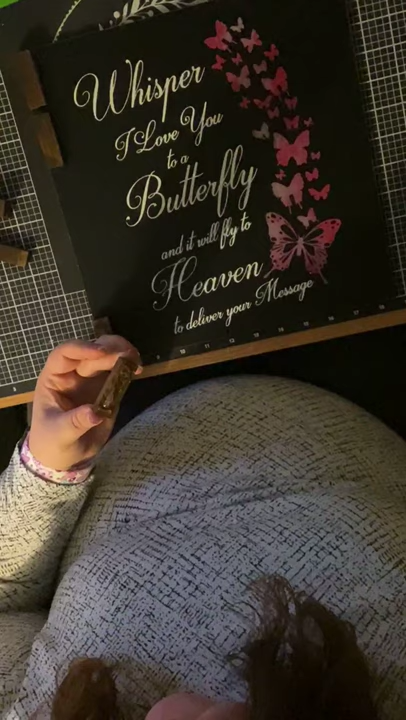 Whisper
I Love You
to a
Butterfly
and it will fly to
Heaven
to deliver your Message